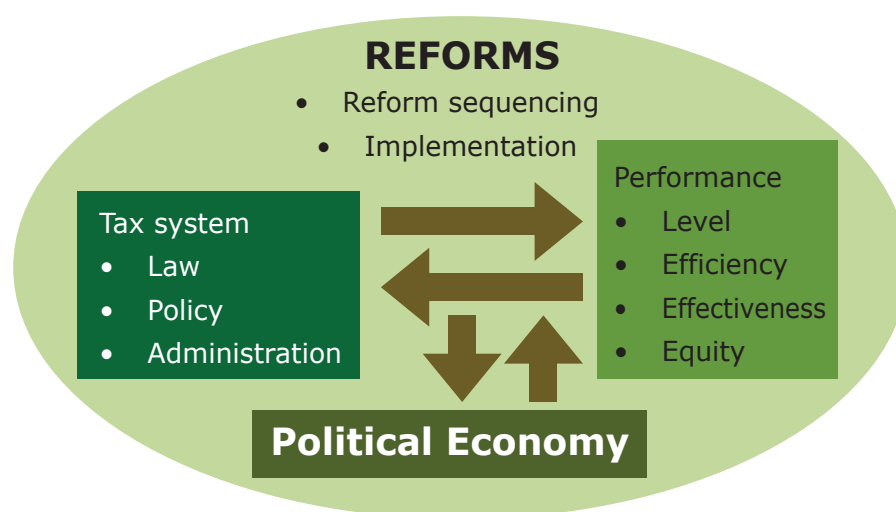 REFORMS
• Reform sequencing
• Implementation
Tax system
• Law
• Policy
• Administration
Performance
• Level
• Efficiency
• Effectiveness
• Equity
Political Economy